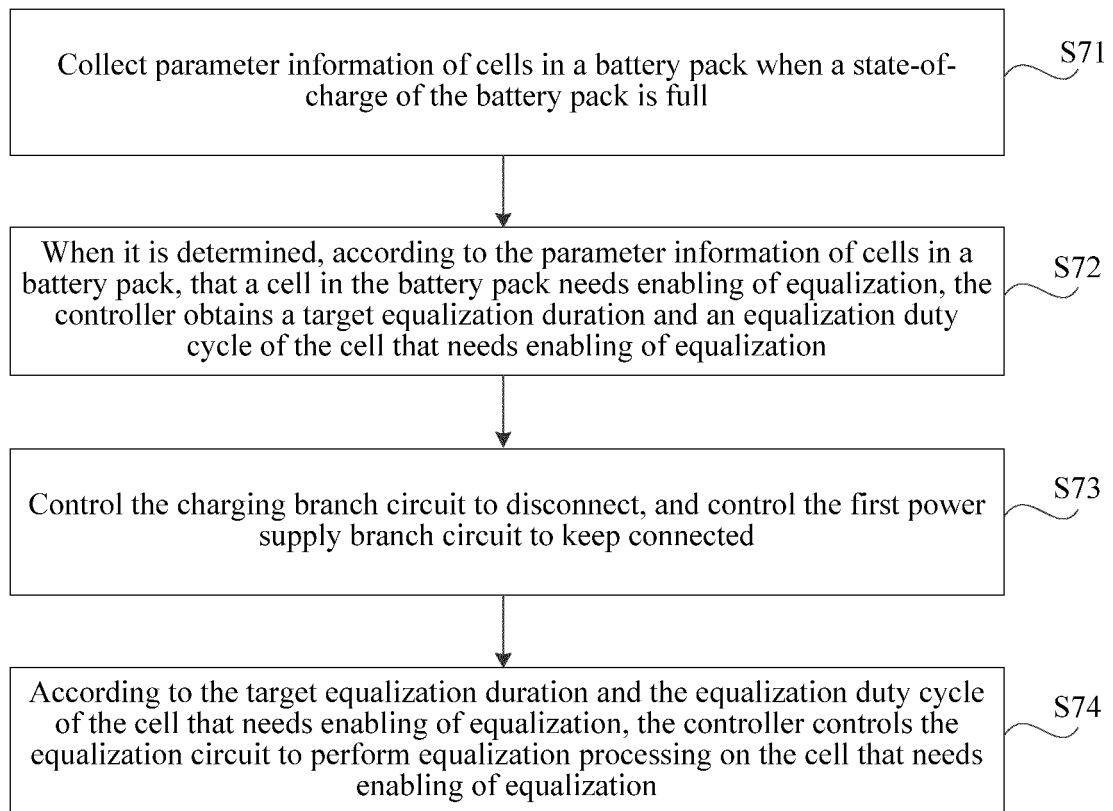 Collect parameter information of cells in a battery pack when a state-of-
charge of the battery pack is full
S71
When it is determined, according to the parameter information of cells in a
battery pack, that a cell in the battery pack needs enabling of equalization, the
controller obtains a target equalization duration and an equalization duty
cycle of the cell that needs enabling of equalization
S72
Control the charging branch circuit to disconnect, and control the first power
supply branch circuit to keep connected
S73
According to the target equalization duration and the equalization duty cycle
of the cell that needs enabling of equalization, the controller controls the
equalization circuit to perform equalization processing on the cell that needs
enabling of equalization
S74